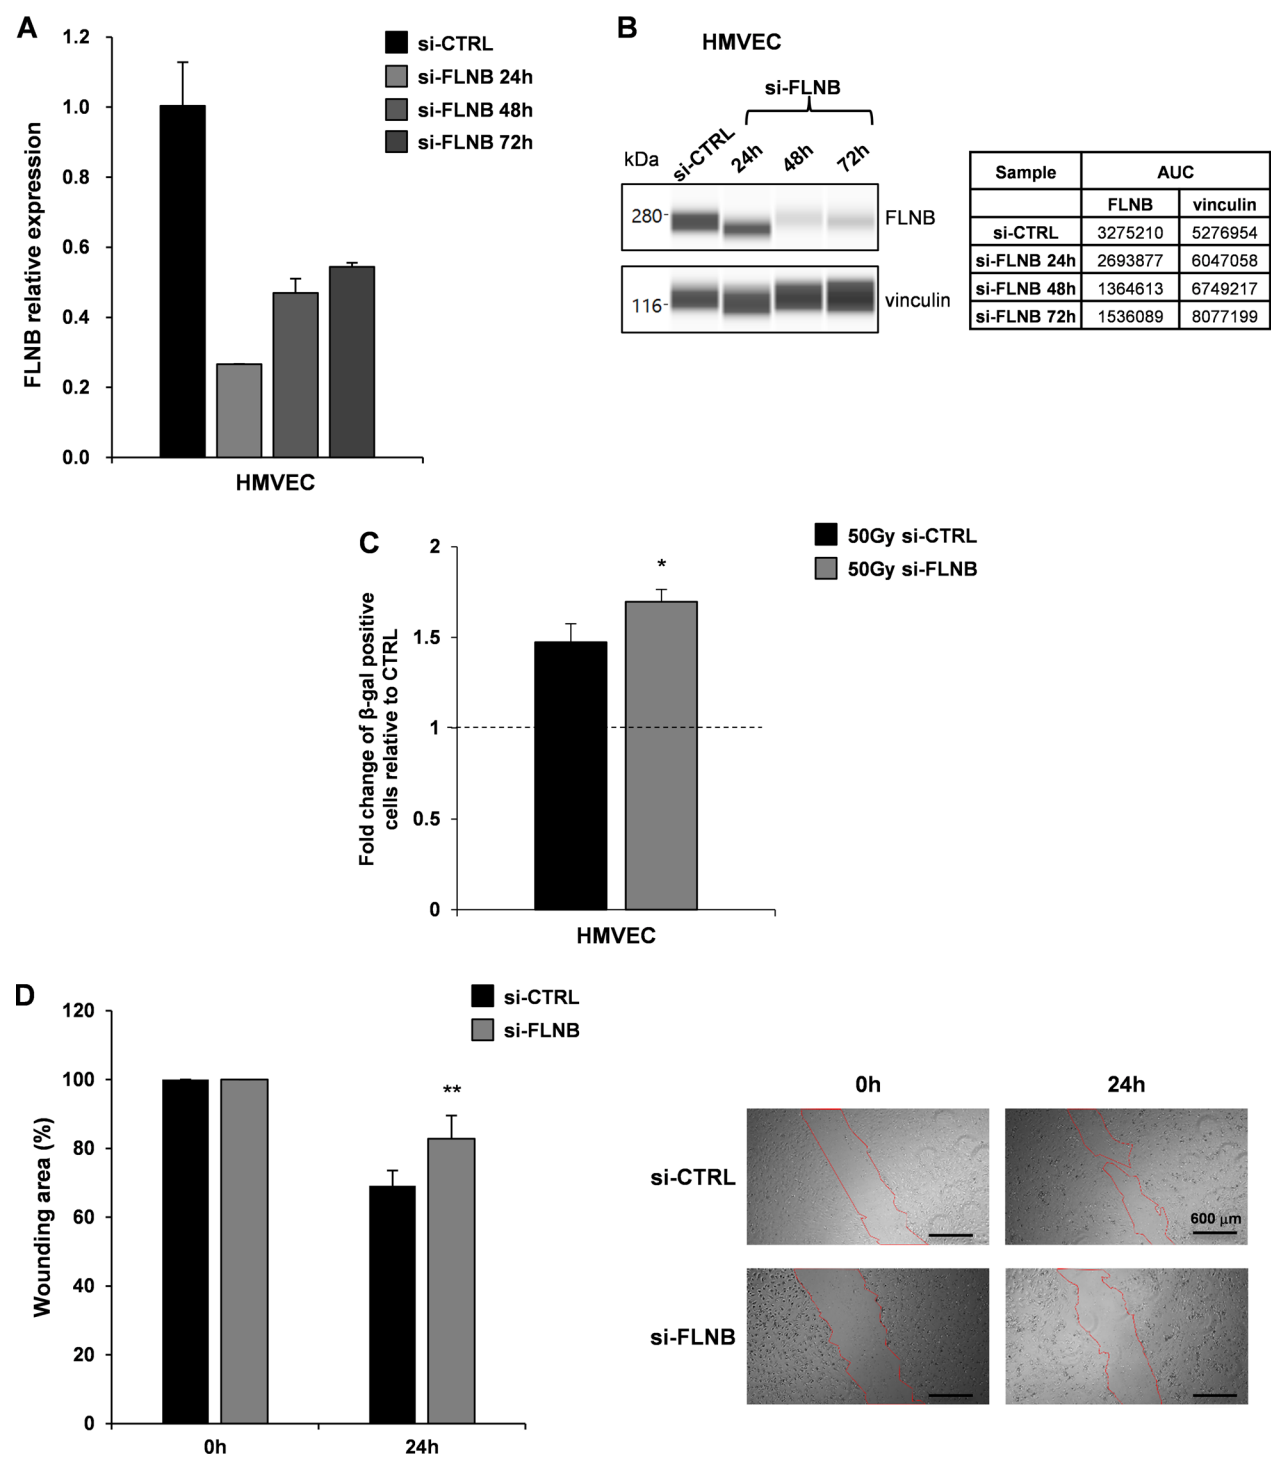 A
1.2
1.0
0.8
0.6
0.4
0.2
0.0
FLNB relative expression
HMVEC
si-CTRL
si-FLNB 24h
si-FLNB 48h
si-FLNB 72h
B
HMVEC
si-FLNB
kDa
si-CTRL
24h
48h
72h
280-
FLNB
116-
vinculin
Sample AUC
FLNB vinculin
si-CTRL 3275210 5276954
si-FLNB 24h 2693877 6047058
si-FLNB 48h 1364613 6749217
si-FLNB 72h 1536089 8077199
C
2
1.5
1
0.5
0
Fold change of β-gal positive
cells relative to CTRL
*
HMVEC
50Gy si-CTRL
50Gy si-FLNB
D
120
100
80
60
40
20
0
Wounding area (%)
**
0h 24h
si-CTRL
si-FLNB
0h 24h
si-CTRL
600 μm
si-FLNB